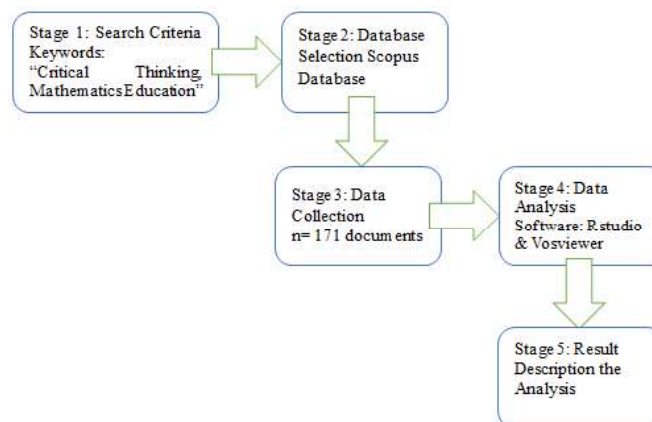 Stage 1: Search Criteria
Keywords:
“Critical Thinking,
Mathematics Education”
Stage 2: Database
Selection Scopus
Database
Stage 3: Data
Collection
n= 171 documents
Stage 4: Data
Analysis
Software: Rstudio
& Vosviewer
Stage 5: Result
Description the
Analysis